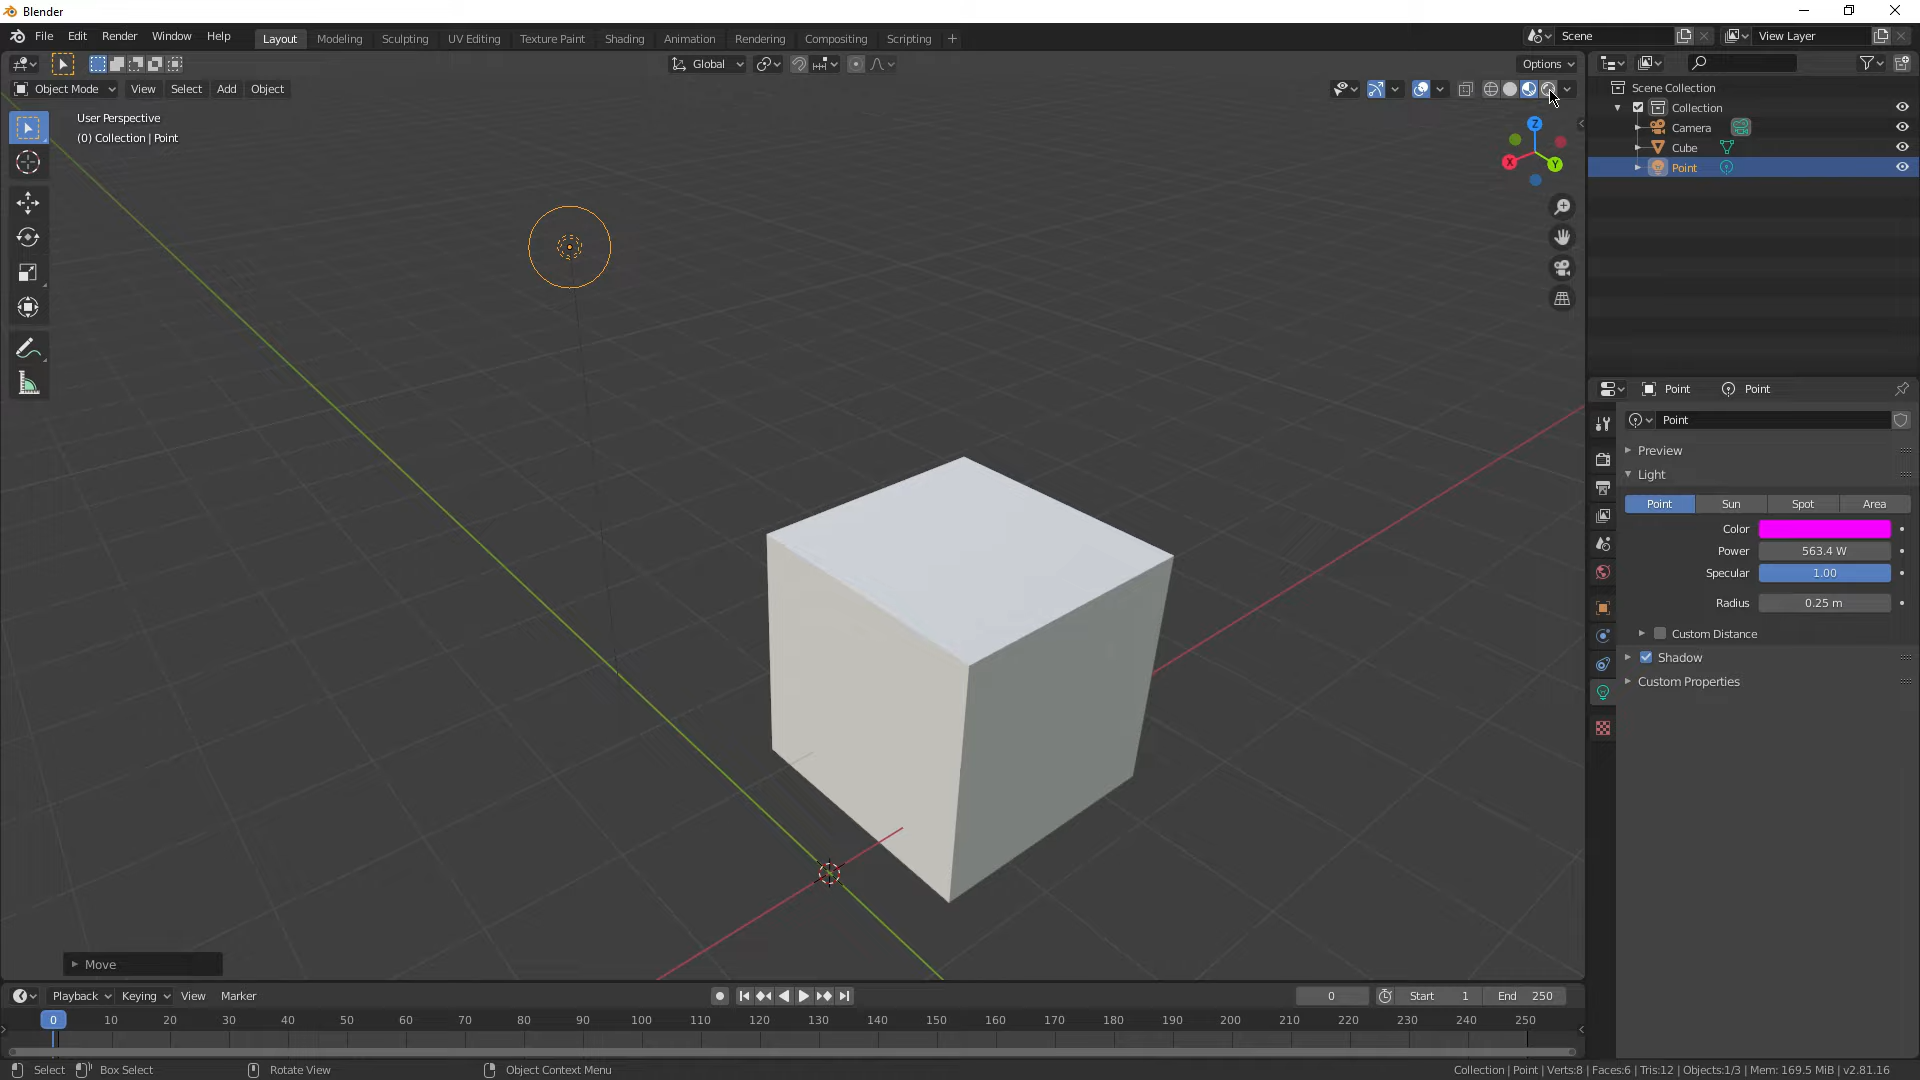 Blender
File Edit Render Window Help Layout Modeling Sculpting UV Editing Texture Paint Shading Animation Rendering Compositing Scripting + Scene View Layer
Global Options
Object Mode View Select Add Object
User Perspective
(0) Collection | Point
Z
X
Y
Scene Collection
Collection
Camera
Cube
Point
Point Point
Point
Preview
Light
Point Sun Spot Area
Color
Power 563.4 W
Specular 1.00
Radius 0.25 m
Custom Distance
Shadow
Custom Properties
Move
Playback Keying View Marker 0 Start 1 End 250
0 10 20 30 40 50 60 70 80 90 100 110 120 130 140 150 160 170 180 190 200 210 220 230 240 250
Select Box Select Rotate View Object Context Menu Collection | Point | Verts:8 | Faces:6 | Tris:12 | Objects:1/3 | Mem: 169.5 MiB | v2.81.16